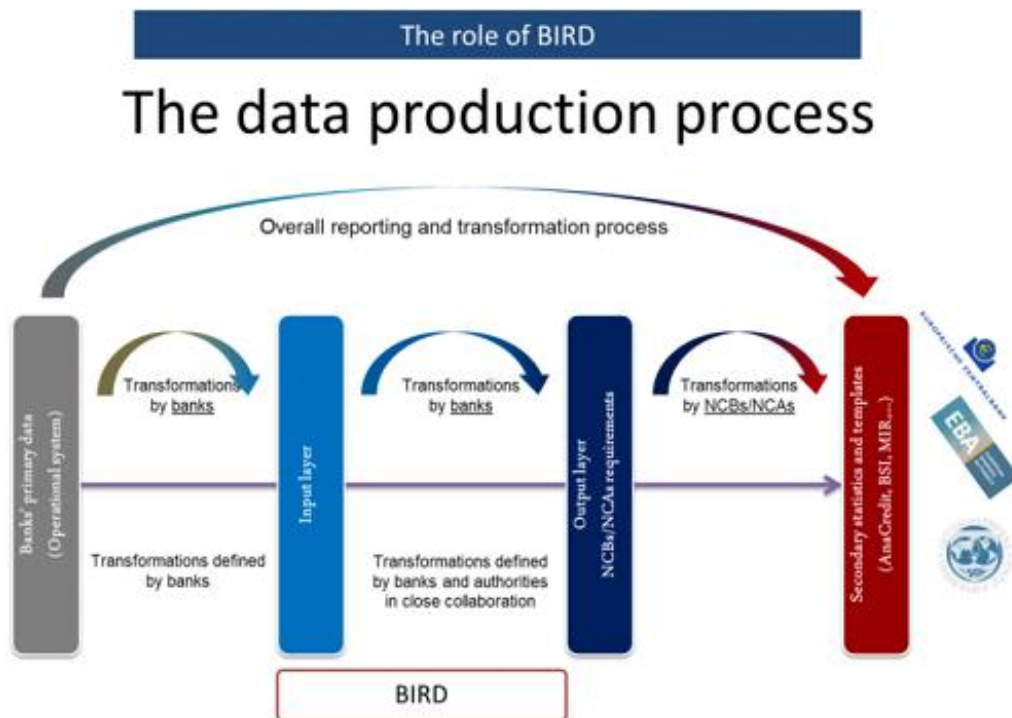 The role of BIRD
The data production process
Overall reporting and transformation process
Banks' primary data
(Operational system)
Transformations
by banks
Transformations defined
by banks
Input layer
Transformations
by banks
Transformations defined
by banks and authorities
in close collaboration
Output layer
NCBs/NCAs requirements
Transformations
by NCBs/NCAs
Secondary statistics and templates
(AnaCredit, BSI, MIR,…)
EUROPÄISCHE ZENTRALBANK
EBA
BIRD